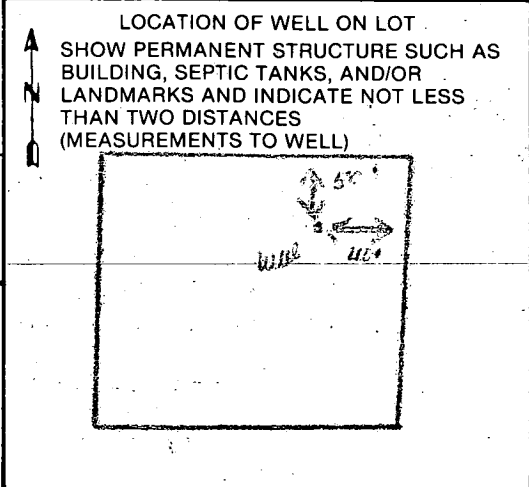 LOCATION OF WELL ON LOT
SHOW PERMANENT STRUCTURE SUCH AS
BUILDING, SEPTIC TANKS, AND/OR
N
LANDMARKS AND INDICATE NOT LESS
THAN TWO DISTANCES
(MEASUREMENTS TO WELL)
Well